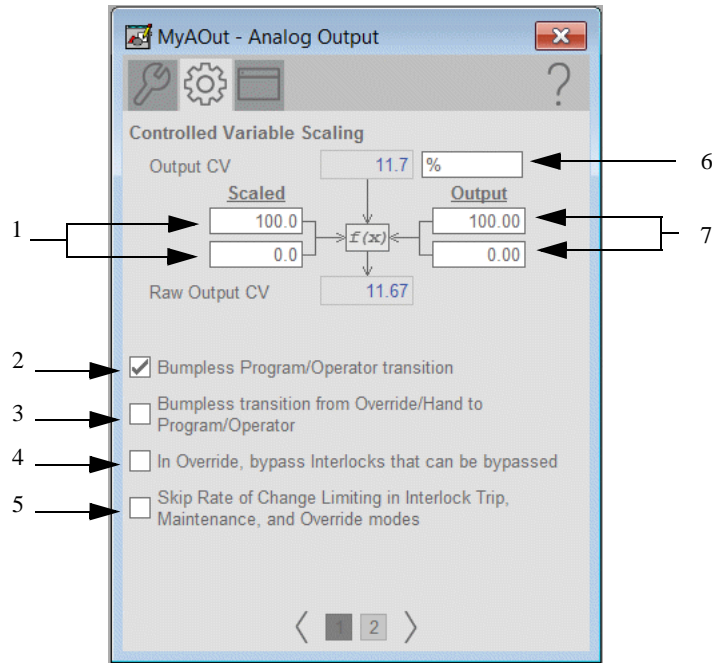 MyAOut - Analog Output
Controlled Variable Scaling
Output CV 11.7 % 6
Scaled Output
1 100.0 100.00 7
f(x)
0.0 0.00
Raw Output CV 11.67
2 Bumpless Program/Operator transition
3 Bumpless transition from Override/Hand to
Program/Operator
4 In Override, bypass Interlocks that can be bypassed
5 Skip Rate of Change Limiting in Interlock Trip,
Maintenance, and Override modes
1 2